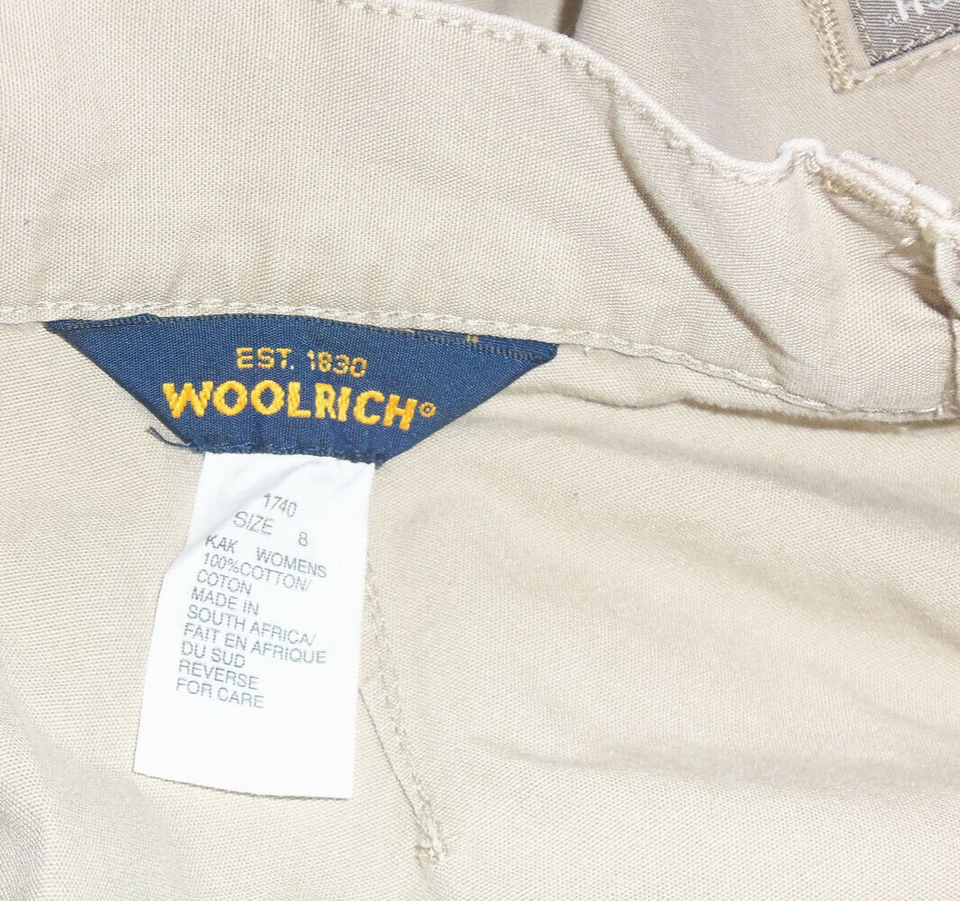 EST. 1830
WOOLRICH®
1740
SIZE 8
KAK WOMENS
100%COTTON/
COTON
MADE IN
SOUTH AFRICA/
FAIT EN AFRIQUE
DU SUD
REVERSE
FOR CARE